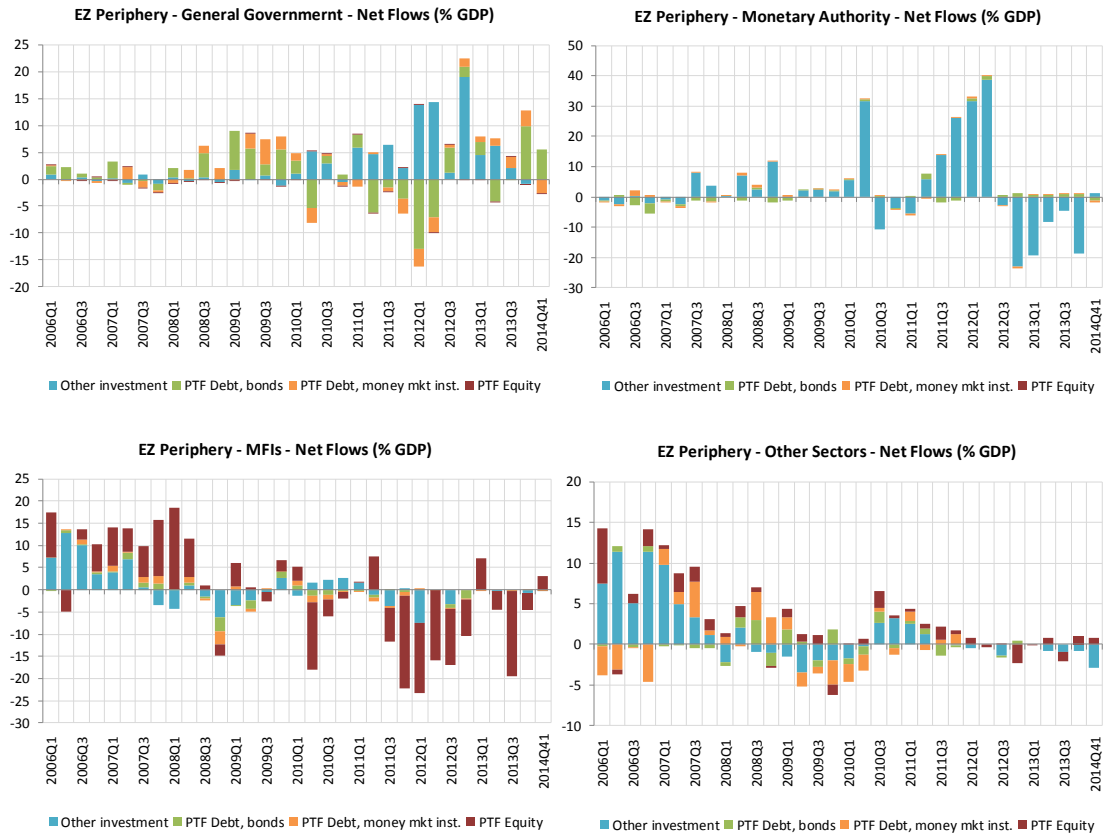 EZ Periphery - General Governernt - Net Flows (% GDP)
25
20
15
10
5
0
-5
-10
-15
-20
2006Q1
2006Q3
2007Q1
2007Q3
2008Q1
2008Q3
2009Q1
2009Q3
2010Q1
2010Q3
2011Q1
2011Q3
2012Q1
2012Q3
2013Q1
2013Q3
2014Q41
Other investment PTF Debt, bonds PTF Debt, money mkt inst. PTF Equity
EZ Periphery - Monetary Authority - Net Flows (% GDP)
50
40
30
20
10
0
-10
-20
-30
2006Q1
2006Q3
2007Q1
2007Q3
2008Q1
2008Q3
2009Q1
2009Q3
2010Q1
2010Q3
2011Q1
2011Q3
2012Q1
2012Q3
2013Q1
2013Q3
2014Q41
Other investment PTF Debt, bonds PTF Debt, money mkt inst. PTF Equity
EZ Periphery - MFIs - Net Flows (% GDP)
25
20
15
10
5
0
-5
-10
-15
-20
-25
-30
2006Q1
2006Q3
2007Q1
2007Q3
2008Q1
2008Q3
2009Q1
2009Q3
2010Q1
2010Q3
2011Q1
2011Q3
2012Q1
2012Q3
2013Q1
2013Q3
2014Q41
Other investment PTF Debt, bonds PTF Debt, money mkt inst. PTF Equity
EZ Periphery - Other Sectors - Net Flows (% GDP)
20
15
10
5
0
-5
-10
2006Q1
2006Q3
2007Q1
2007Q3
2008Q1
2008Q3
2009Q1
2009Q3
2010Q1
2010Q3
2011Q1
2011Q3
2012Q1
2012Q3
2013Q1
2013Q3
2014Q41
Other investment PTF Debt, bonds PTF Debt, money mkt inst. PTF Equity